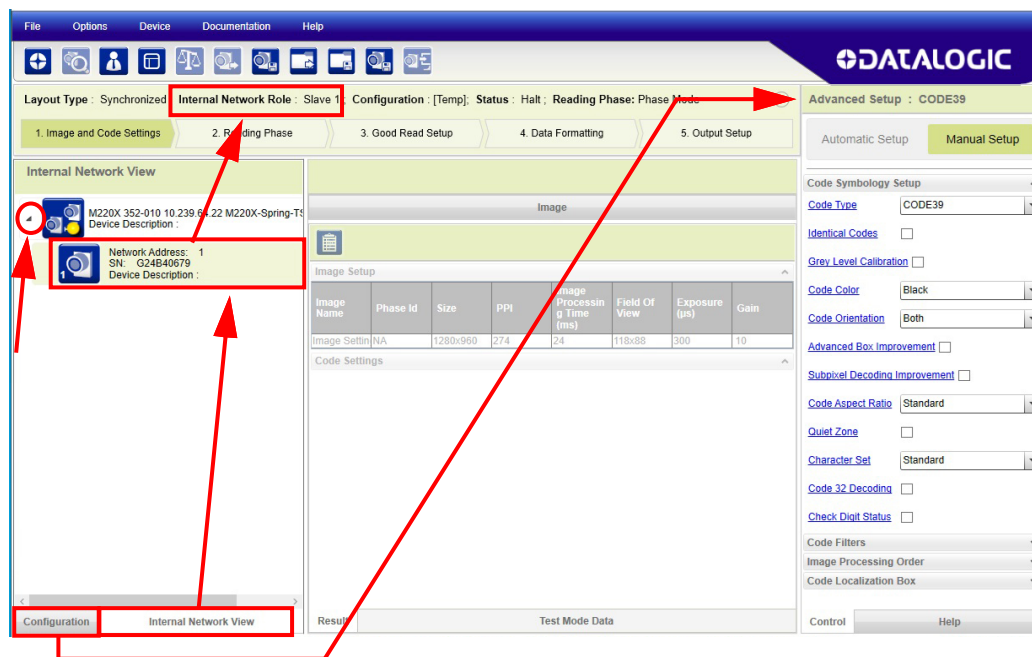 File Options Device Documentation Help
DATALOGIC
Layout Type : Synchronized Internal Network Role : Slave 1; Configuration : [Temp]; Status : Halt ; Reading Phase: Phase Mode
Advanced Setup : CODE39
1. Image and Code Settings 2. Reading Phase 3. Good Read Setup 4. Data Formatting 5. Output Setup
Automatic Setup Manual Setup
Internal Network View
M220X 352-010 10.239.64.22 M220X-Spring-TS
Device Description :
Network Address: 1
SN: G24B40679
Device Description :
1
Image
Image Setup
Image Name Phase Id Size PPI Image Processing Time (ms) Field Of View Exposure (µs) Gain
Image Settin NA 1280x960 274 24 118x88 300 10
Code Settings
Code Symbology Setup
Code Type CODE39
Identical Codes
Grey Level Calibration
Code Color Black
Code Orientation Both
Advanced Box Improvement
Subpixel Decoding Improvement
Code Aspect Ratio Standard
Quiet Zone
Character Set Standard
Code 32 Decoding
Check Digit Status
Code Filters
Image Processing Order
Code Localization Box
Configuration Internal Network View Result Test Mode Data Control Help